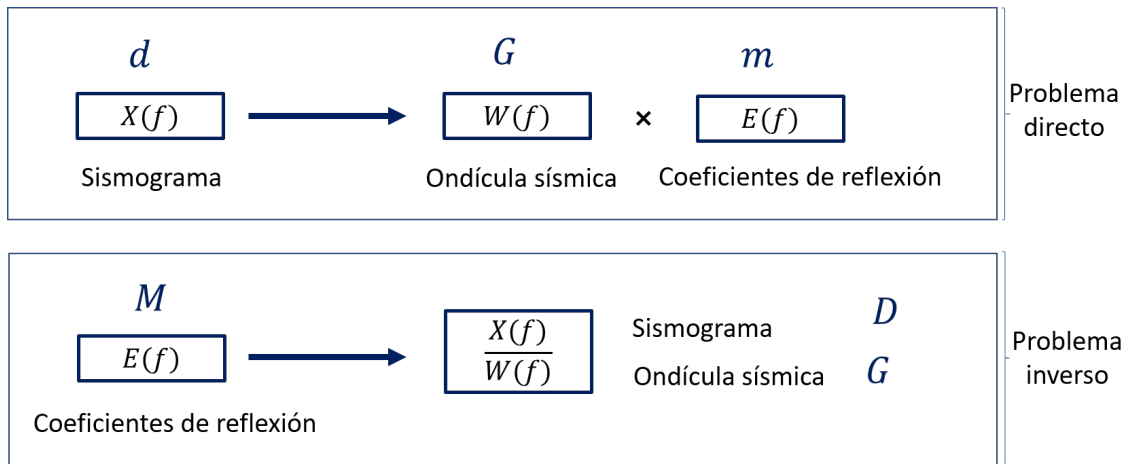 d G m
X(f) W(f) × E(f)
Sismograma Ondícula sísmica Coeficientes de reflexión
Problema
directo
M
E(f)
Coeficientes de reflexión
X(f)
W(f)
Sismograma D
Ondícula sísmica G
Problema
inverso